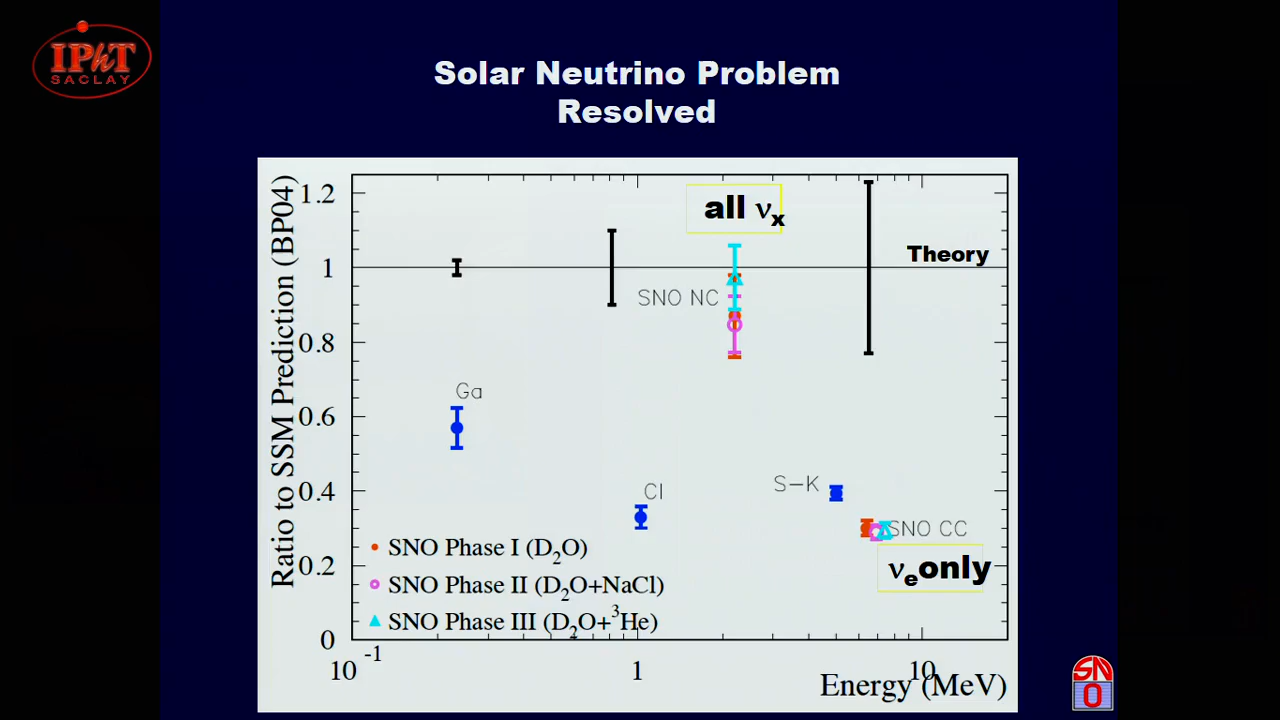 IPhT
SACLAY
Solar Neutrino Problem
Resolved
Ratio to SSM Prediction (BP04)
1.2
1
0.8
0.6
0.4
0.2
0
all νx
Theory
SNO NC
Ga
Cl
S−K
SNO CC
νe only
SNO Phase I (D2O)
SNO Phase II (D2O+NaCl)
SNO Phase III (D2O+3He)
10-1
1
10
Energy (MeV)
SNO